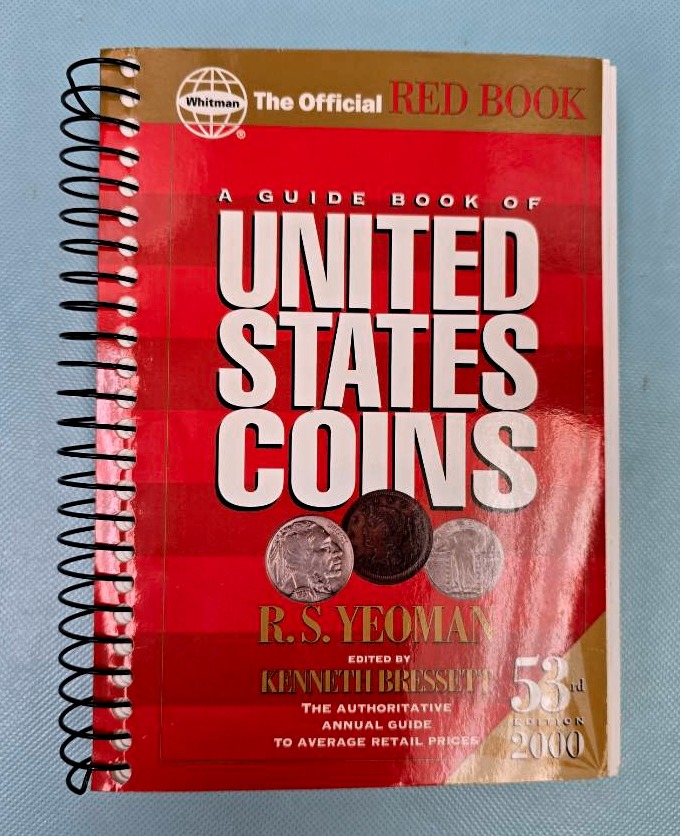 Whitman®
The Official RED BOOK
A GUIDE BOOK OF
UNITED
STATES
COINS
R. S. YEOMAN
EDITED BY
KENNETH BRESSETT
THE AUTHORITATIVE
ANNUAL GUIDE
TO AVERAGE RETAIL PRICES
53rd
EDITION
2000